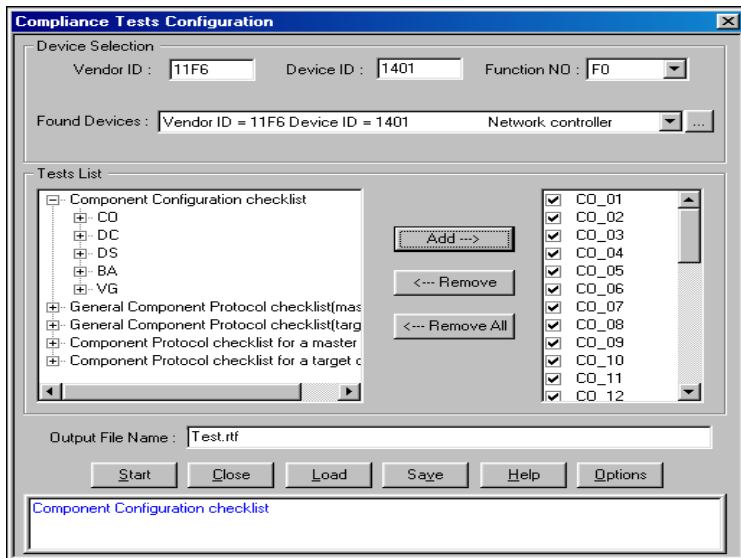 Compliance Tests Configuration
Device Selection
Vendor ID : 11F6 Device ID : 1401 Function NO : F0
Found Devices : Vendor ID = 11F6 Device ID = 1401 Network controller ...
Tests List
Component Configuration checklist
CO
DC
DS
BA
VG
General Component Protocol checklist(mas
General Component Protocol checklist(targ
Component Protocol checklist for a master
Component Protocol checklist for a target c
Add --->
<--- Remove
<--- Remove All
CO_01
CO_02
CO_03
CO_04
CO_05
CO_06
CO_07
CO_08
CO_09
CO_10
CO_11
CO_12
Output File Name : Test.rtf
Start Close Load Save Help Options
Component Configuration checklist